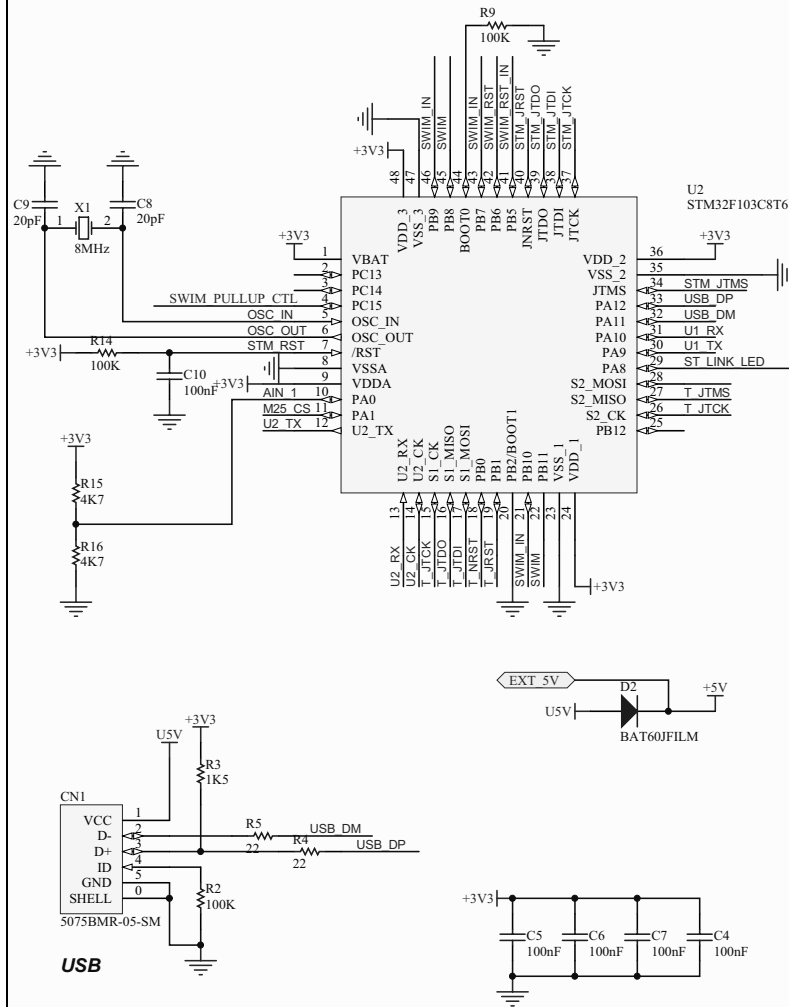 R9
100K
SWIM_IN
SWIM
SWIM_IN
SWIM_RST
SWIM_RST_IN
STM_JRST
STM_JTDO
STM_JTDI
STM_JTCK
+3V3
48
47
46
45
44
43
42
41
40
39
38
37
U2
STM32F103C8T6
VDD_3
VSS_3
PB9
PB8
BOOT0
PB7
PB6
PB5
JNRST
JTDO
JTDI
JTCK
C9
20pF
X1
1
2
8MHz
C8
20pF
+3V3
1 VBAT
2 PC13
3 PC14
SWIM_PULLUP_CTL 4 PC15
OSC_IN 5 OSC_IN
OSC_OUT 6 OSC_OUT
STM_RST 7 /RST
8 VSSA
+3V3 9 VDDA
AIN_1 10 PA0
M25_CS 11 PA1
U2_TX 12 U2_TX
+3V3
R14
100K
C10
100nF
+3V3
VDD_2 36
VSS_2 35
JTMS 34 STM_JTMS
PA12 33 USB_DP
PA11 32 USB_DM
PA10 31 U1_RX
PA9 30 U1_TX
PA8 29 ST_LINK_LED
S2_MOSI 28
S2_MISO 27 T_JTMS
S2_CK 26 T_JTCK
PB12 25
U2_RX
U2_CK
S1_CK
S1_MISO
S1_MOSI
PB0
PB1
PB2/BOOT1
PB10
PB11
VSS_1
VDD_1
13
14
15
16
17
18
19
20
21
22
23
24
U2_RX
U2_CK
T_JTCK
T_JTDO
T_JTDI
T_NRST
T_JRST
SWIM_IN
SWIM
+3V3
+3V3
R15
4K7
R16
4K7
EXT_5V
U5V
D2
BAT60JFILM
+5V
+3V3
U5V
R3
1K5
CN1
VCC 1
D- 2
D+ 3
ID 4
GND 5
SHELL 0
5075BMR-05-SM
R5
22
USB_DM
R4
22
USB_DP
R2
100K
USB
+3V3
C5
100nF
C6
100nF
C7
100nF
C4
100nF